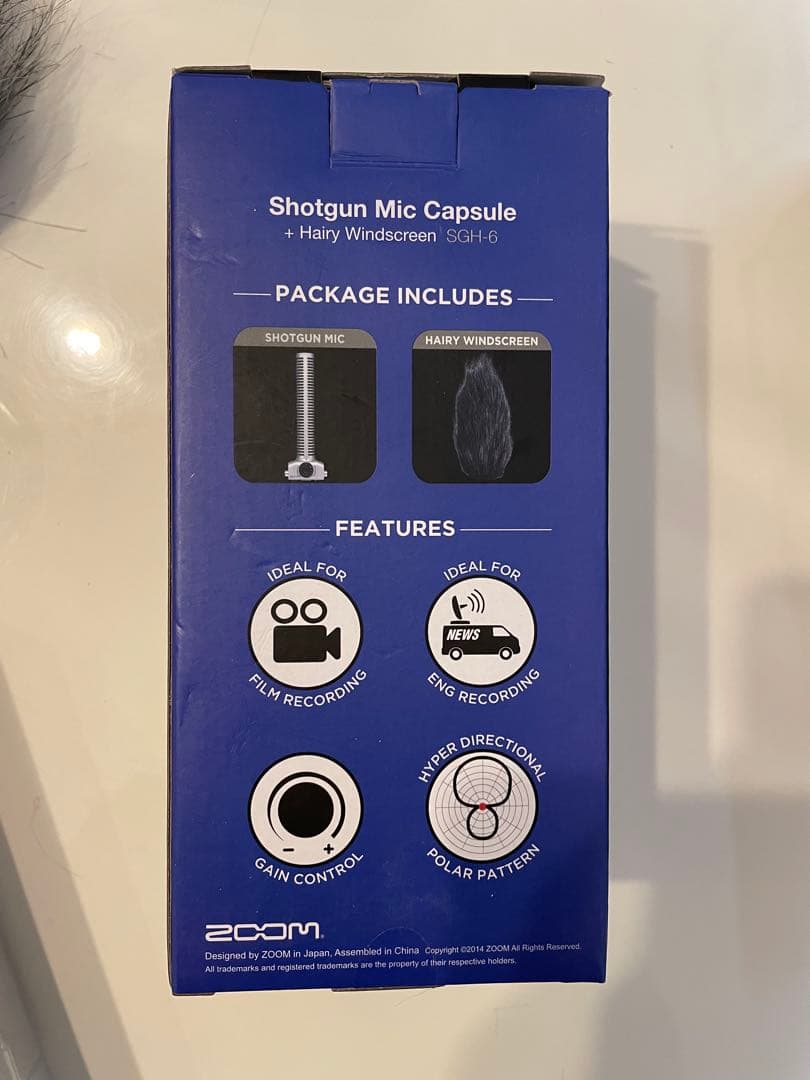 Shotgun Mic Capsule
+ Hairy Windscreen SGH-6
PACKAGE INCLUDES
SHOTGUN MIC
HAIRY WINDSCREEN
FEATURES
IDEAL FOR
FILM RECORDING
IDEAL FOR
NEWS
ENG RECORDING
- +
GAIN CONTROL
HYPER DIRECTIONAL
POLAR PATTERN
ZOOM®
Designed by ZOOM in Japan, Assembled in China Copyright ©2014 ZOOM All Rights Reserved.
All trademarks and registered trademarks are the property of their respective holders.